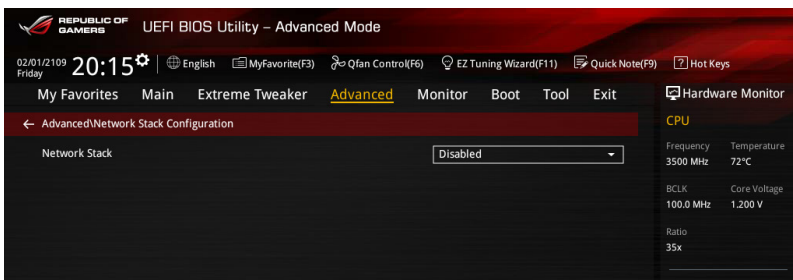 REPUBLIC OF
GAMERS
UEFI BIOS Utility – Advanced Mode
02/01/2109
Friday
20:15
English
MyFavorite(F3)
Qfan Control(F6)
EZ Tuning Wizard(F11)
Quick Note(F9)
? Hot Keys
My Favorites
Main
Extreme Tweaker
Advanced
Monitor
Boot
Tool
Exit
Hardware Monitor
Advanced\Network Stack Configuration
Network Stack
Disabled
CPU
Frequency
Temperature
3500 MHz
72°C
BCLK
Core Voltage
100.0 MHz
1.200 V
Ratio
35x